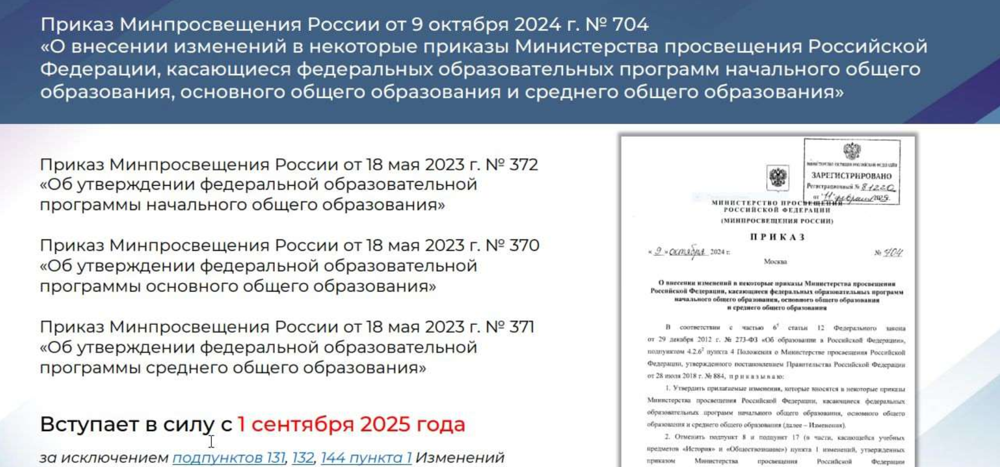 Приказ Минпросвещения России от 9 октября 2024 г. № 704
«О внесении изменений в некоторые приказы Министерства просвещения Российской
Федерации, касающиеся федеральных образовательных программ начального общего
образования, основного общего образования и среднего общего образования»
Приказ Минпросвещения России от 18 мая 2023 г. № 372
«Об утверждении федеральной образовательной
программы начального общего образования»
Приказ Минпросвещения России от 18 мая 2023 г. № 370
«Об утверждении федеральной образовательной
программы основного общего образования»
Приказ Минпросвещения России от 18 мая 2023 г. № 371
«Об утверждении федеральной образовательной
программы среднего общего образования»
Вступает в силу с 1 сентября 2025 года
за исключением подпунктов 131, 132, 144 пункта 1 Изменений
МИНИСТЕРСТВО ЮСТИЦИИ РОССИЙСКОЙ ФЕДЕРАЦИИ
ЗАРЕГИСТРИРОВАНО
Регистрационный № 81220
от "11" февраля 2025.
МИНИСТЕРСТВО ПРОСВЕЩЕНИЯ
РОССИЙСКОЙ ФЕДЕРАЦИИ
(МИНПРОСВЕЩЕНИЯ РОССИИ)
ПРИКАЗ
« 9 » октября 2024 г.
№ 704
Москва
О внесении изменений в некоторые приказы Министерства просвещения
Российской Федерации, касающиеся федеральных образовательных программ
начального общего образования, основного общего образования
и среднего общего образования
В соответствии с частью 6⁵ статьи 12 Федерального закона
от 29 декабря 2012 г. № 273-ФЗ «Об образовании в Российской Федерации»,
подпунктом 4.2.6² пункта 4 Положения о Министерстве просвещения Российской
Федерации, утвержденного постановлением Правительства Российской Федерации
от 28 июля 2018 г. № 884, приказываю:
1. Утвердить прилагаемые изменения, которые вносятся в некоторые приказы
Министерства просвещения Российской Федерации, касающиеся федеральных
образовательных программ начального общего образования, основного общего
образования и среднего общего образования (далее – Изменения).
2. Отменить подпункт 8 и подпункт 17 (в части, касающейся учебных
предметов «История» и «Обществознание») пункта 1 изменений, утвержденных
приказом Министерства просвещения Российской Федерации